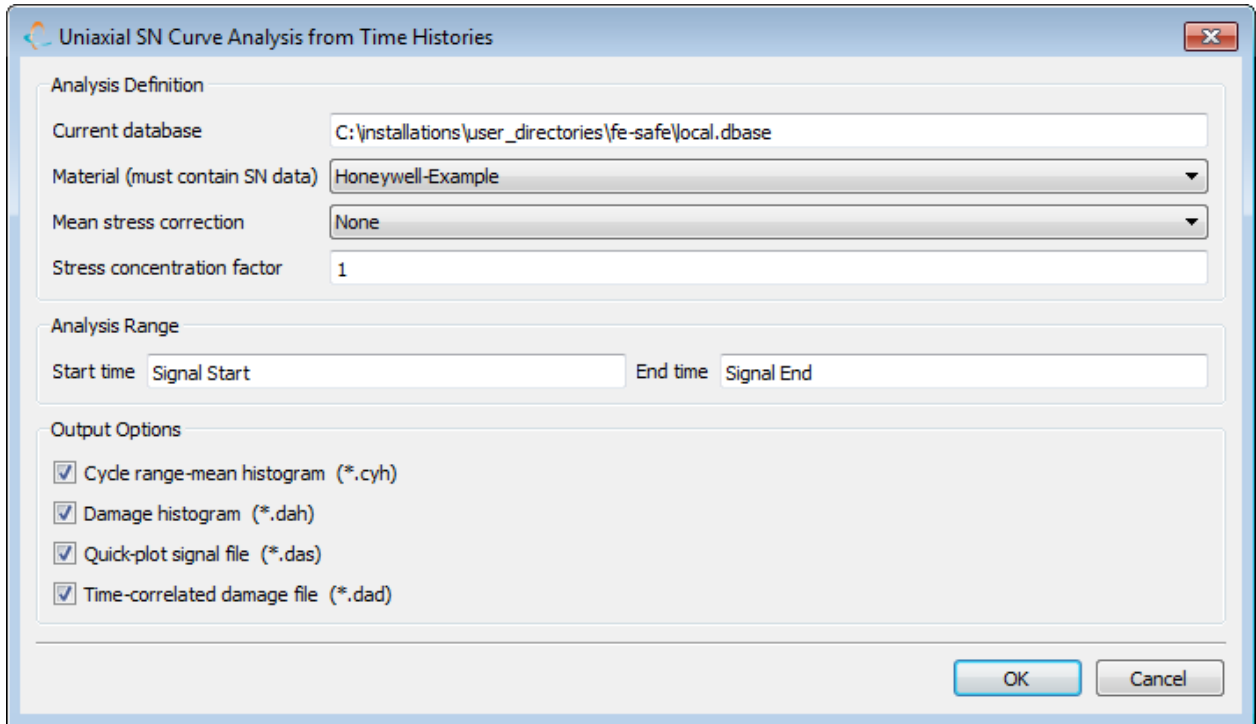 Uniaxial SN Curve Analysis from Time Histories
Analysis Definition
Current database C:\installations\user_directories\fe-safe\local.dbase
Material (must contain SN data) Honeywell-Example
Mean stress correction None
Stress concentration factor 1
Analysis Range
Start time Signal Start End time Signal End
Output Options
Cycle range-mean histogram (*.cyh)
Damage histogram (*.dah)
Quick-plot signal file (*.das)
Time-correlated damage file (*.dad)
OK Cancel